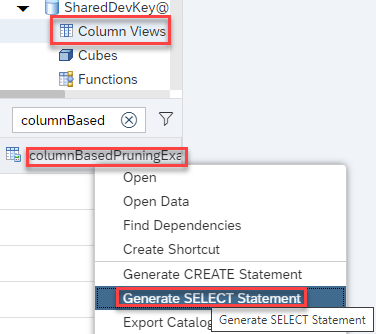 SharedDevKey@
Column Views
Cubes
Functions
columnBased
columnBasedPruningExa
Open
Open Data
Find Dependencies
Create Shortcut
Generate CREATE Statement
Generate SELECT Statement
Generate SELECT Statement
Export Catalog